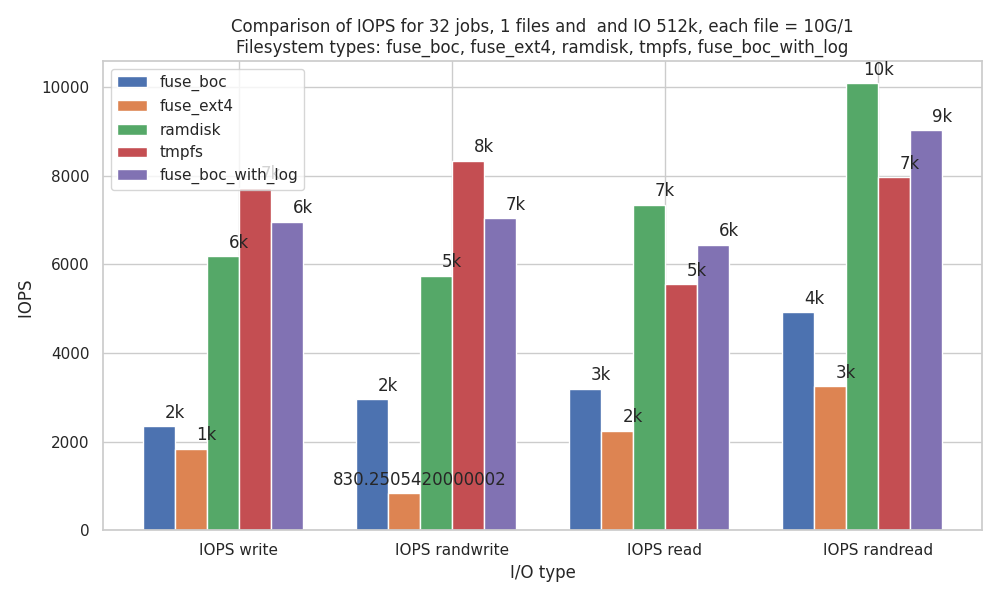 Comparison of IOPS for 32 jobs, 1 files and  and IO 512k, each file = 10G/1
Filesystem types: fuse_boc, fuse_ext4, ramdisk, tmpfs, fuse_boc_with_log
fuse_boc
fuse_ext4
ramdisk
tmpfs
fuse_boc_with_log
IOPS
10000
8000
6000
4000
2000
0
2k
1k
6k
7k
6k
2k
830.2505420000002
5k
8k
7k
3k
2k
7k
5k
6k
4k
3k
10k
7k
9k
IOPS write
IOPS randwrite
IOPS read
IOPS randread
I/O type